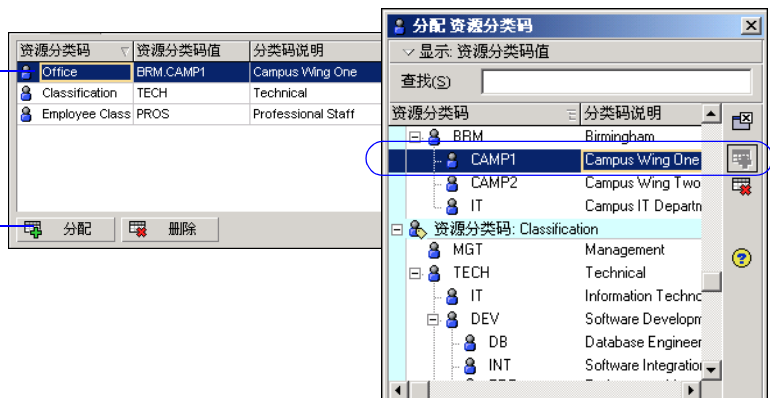 资源分类码 资源分类码值 分类码说明
Office BRM.CAMP1 Campus Wing One
Classification TECH Technical
Employee Class PROS Professional Staff
分配 删除
分配 资源分类码
显示: 资源分类码值
查找(S)
资源分类码 分类码说明
BRM Birmingham
CAMP1 Campus Wing One
CAMP2 Campus Wing Two
IT Campus IT Departn
资源分类码: Classification
MGT Management
TECH Technical
IT Information Techno
DEV Software Developm
DB Database Engineer
INT Software Integration